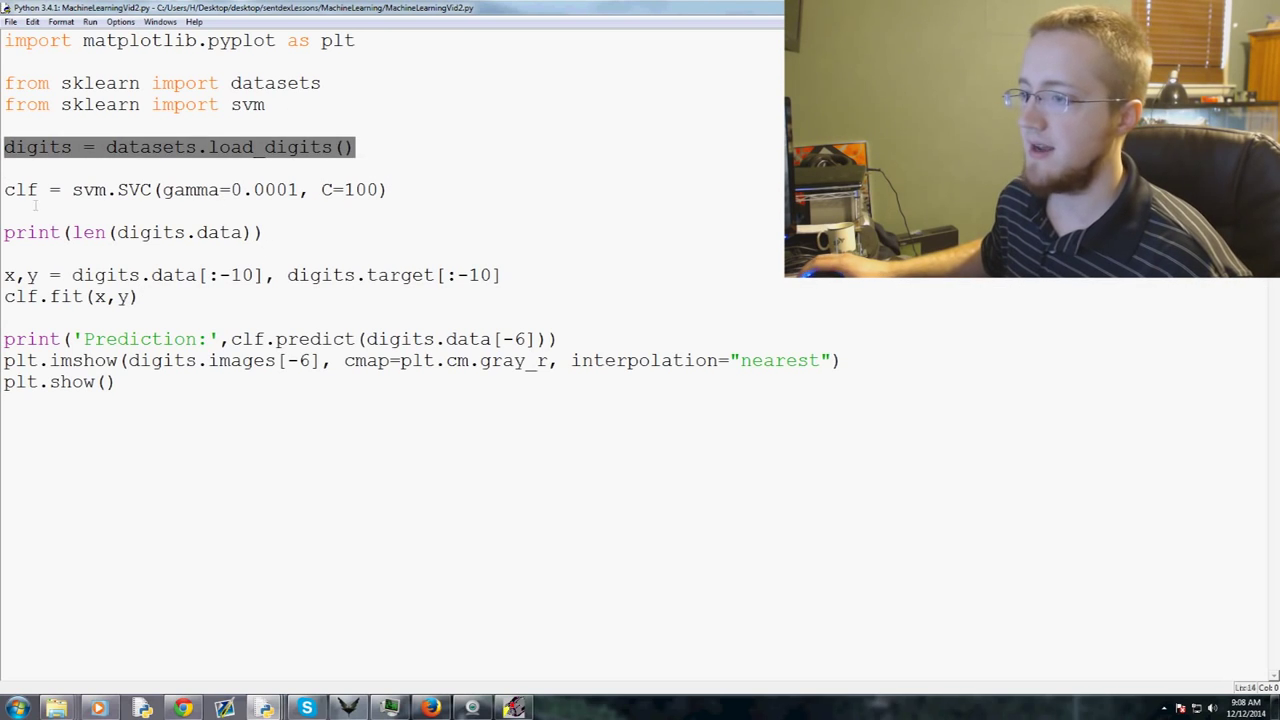 Python 3.4.1: MachineLearningVid2.py - C:/Users/H/Desktop/desktop/sentdexLessons/MachineLearning/MachineLearningVid2.py
File Edit Format Run Options Windows Help
import matplotlib.pyplot as plt
from sklearn import datasets
from sklearn import svm
digits = datasets.load_digits()
clf = svm.SVC(gamma=0.0001, C=100)
print(len(digits.data))
x,y = digits.data[:-10], digits.target[:-10]
clf.fit(x,y)
print('Prediction:',clf.predict(digits.data[-6]))
plt.imshow(digits.images[-6], cmap=plt.cm.gray_r, interpolation="nearest")
plt.show()
Ln: 14 Col: 0
9:08 AM
12/12/2014